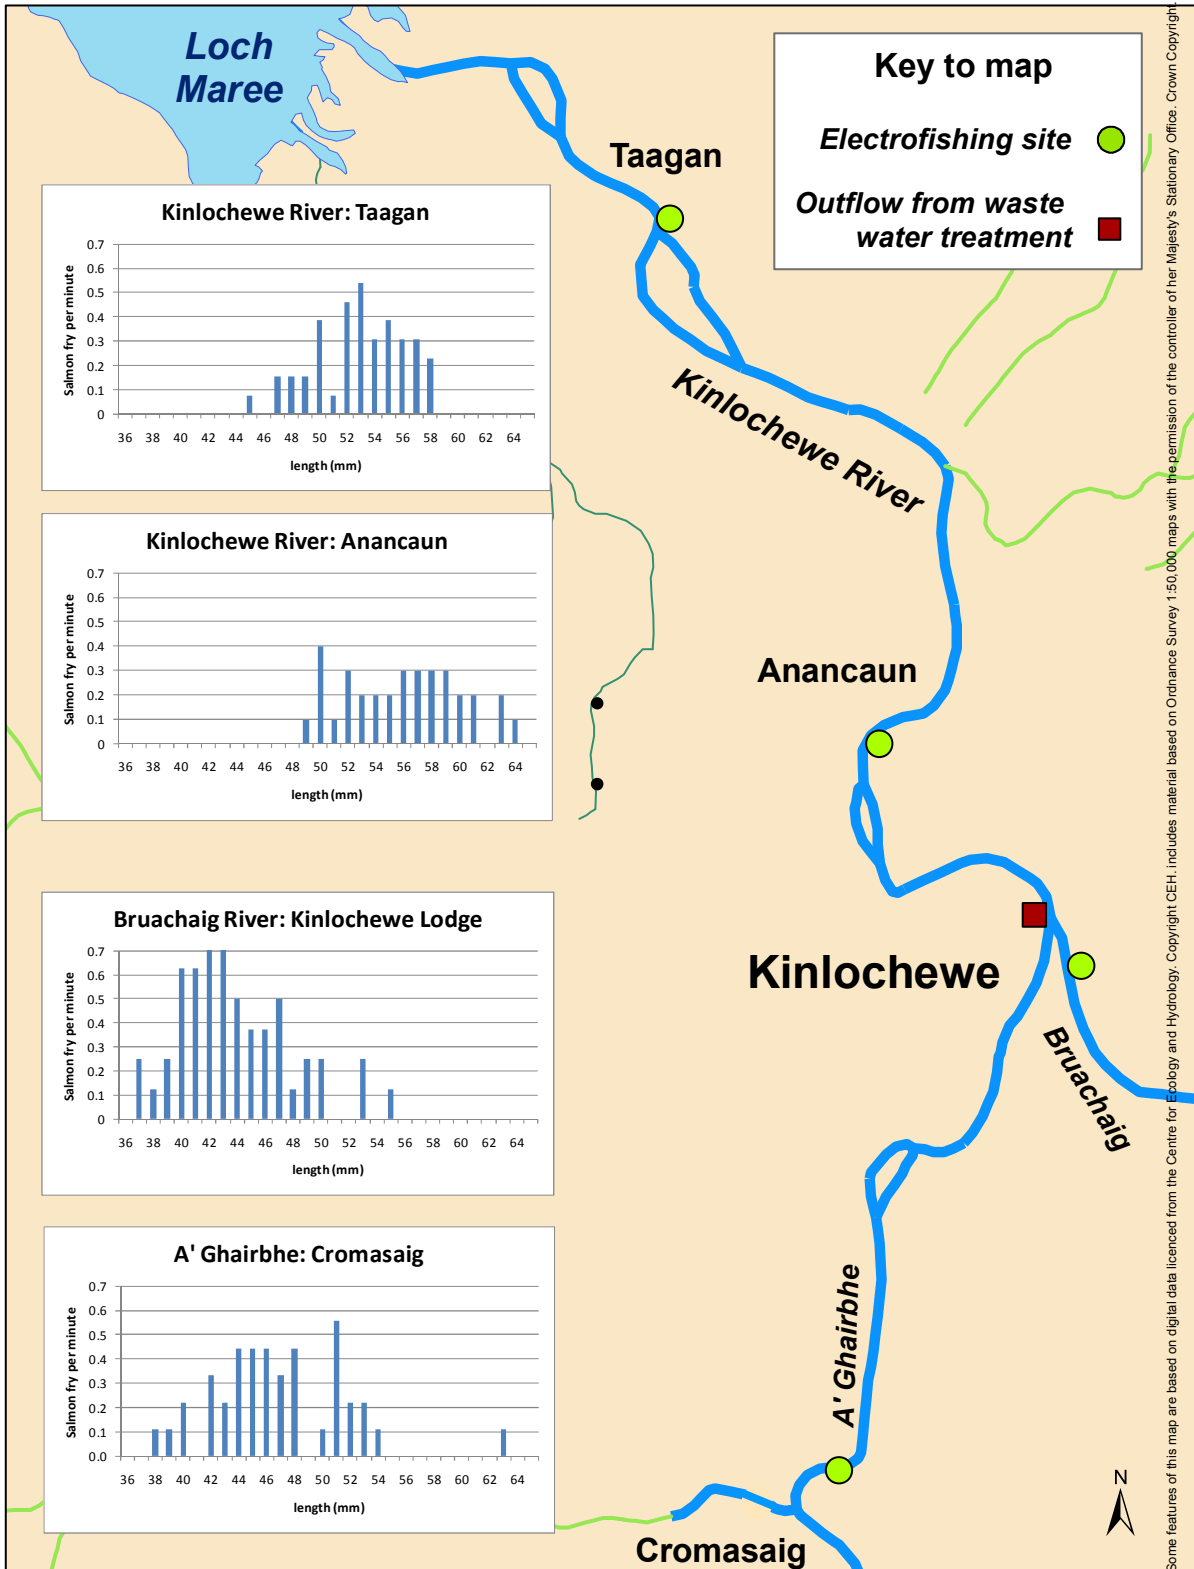 Loch
Maree
Key to map
Electrofishing site
Outflow from waste
water treatment
Taagan
Kinlochewe River
Anancaun
Kinlochewe
Bruachaig
A' Ghairbhe
Cromasaig
N
Kinlochewe River: Taagan
Salmon fry per minute
0.7
0.6
0.5
0.4
0.3
0.2
0.1
0
36 38 40 42 44 46 48 50 52 54 56 58 60 62 64
length (mm)
Kinlochewe River: Anancaun
Salmon fry per minute
0.7
0.6
0.5
0.4
0.3
0.2
0.1
0
36 38 40 42 44 46 48 50 52 54 56 58 60 62 64
length (mm)
Bruachaig River: Kinlochewe Lodge
Salmon fry per minute
0.7
0.6
0.5
0.4
0.3
0.2
0.1
0
36 38 40 42 44 46 48 50 52 54 56 58 60 62 64
length (mm)
A' Ghairbhe: Cromasaig
Salmon fry per minute
0.7
0.6
0.5
0.4
0.3
0.2
0.1
0.0
36 38 40 42 44 46 48 50 52 54 56 58 60 62 64
length (mm)
Some features of this map are based on digital data licenced from the Centre for Ecology and Hydrology. Copyright CEH. includes material based on Ordnance Survey 1:50,000 maps with the permission of the controller of her Majesty's Stationary Office. Crown Copyright.